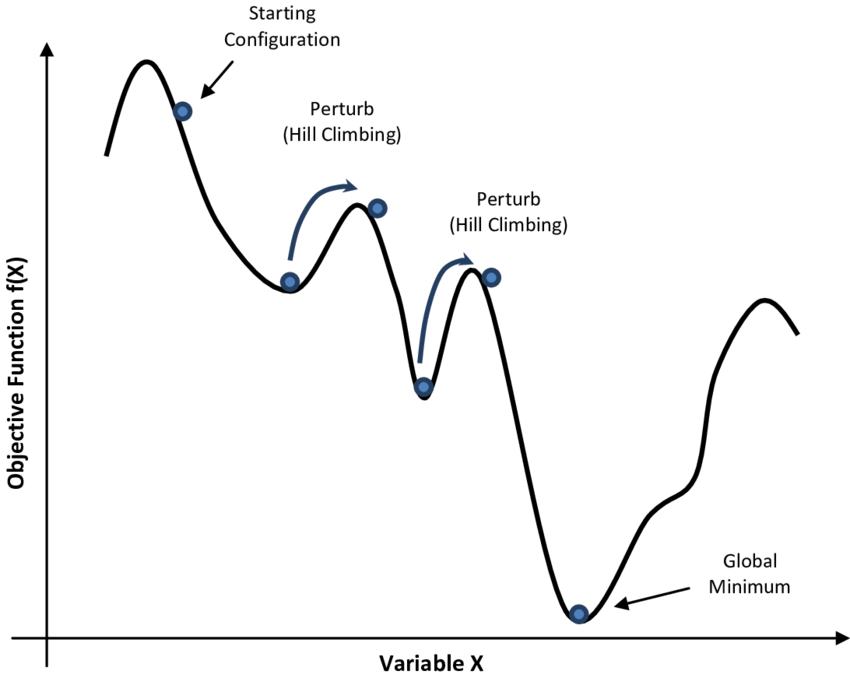 Starting
Configuration
Perturb
(Hill Climbing)
Perturb
(Hill Climbing)
Objective Function f(X)
Global
Minimum
Variable X